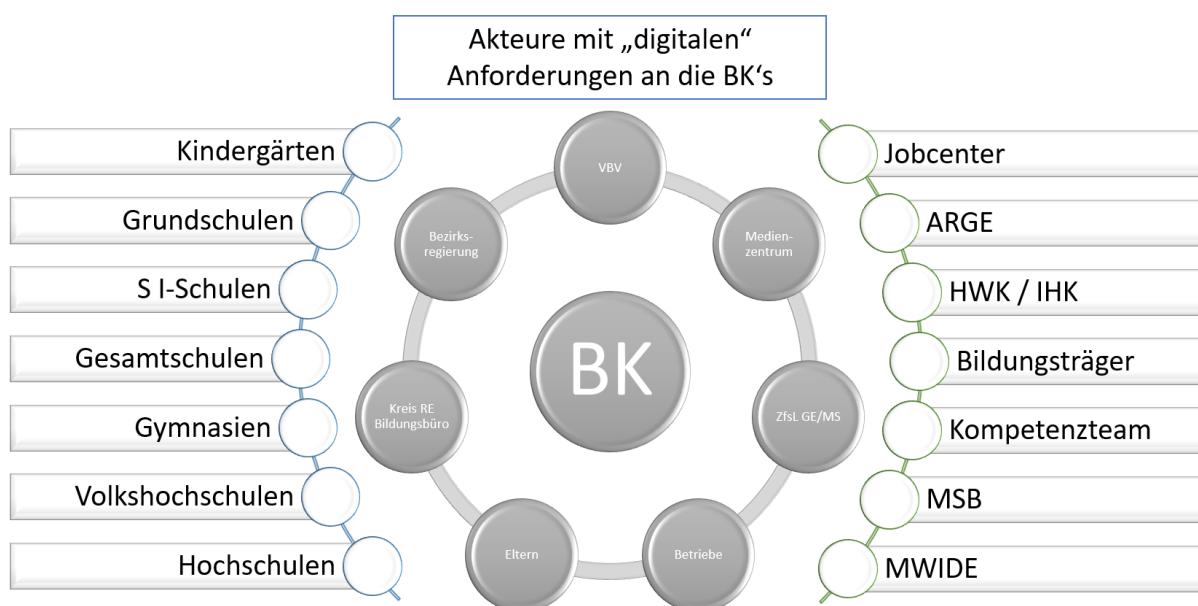 Akteure mit „digitalen“
Anforderungen an die BK‘s
Kindergärten
Grundschulen
S I-Schulen
Gesamtschulen
Gymnasien
Volkshochschulen
Hochschulen
VBV
Medien-
zentrum
ZfsL GE/MS
Betriebe
Eltern
Kreis RE
Bildungsbüro
Bezirks-
regierung
BK
Jobcenter
ARGE
HWK / IHK
Bildungsträger
Kompetenzteam
MSB
MWIDE